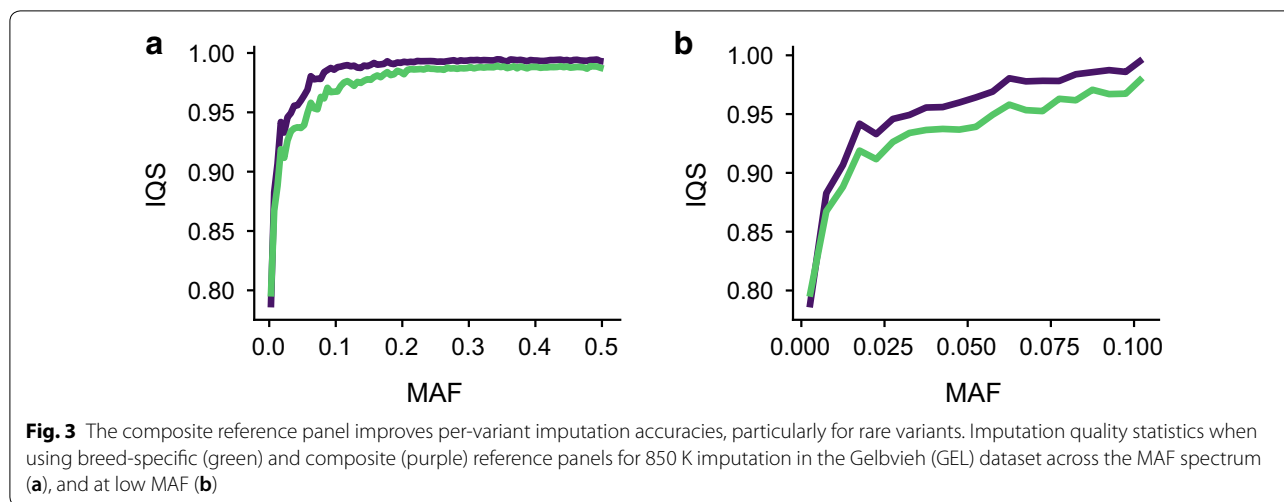 a
b
1.00
0.95
0.90
0.85
0.80
IQS
0.0 0.1 0.2 0.3 0.4 0.5
MAF
1.00
0.95
0.90
0.85
0.80
IQS
0.000 0.025 0.050 0.075 0.100
MAF
Fig. 3 The composite reference panel improves per-variant imputation accuracies, particularly for rare variants. Imputation quality statistics when
using breed-specific (green) and composite (purple) reference panels for 850 K imputation in the Gelbvieh (GEL) dataset across the MAF spectrum
(a), and at low MAF (b)